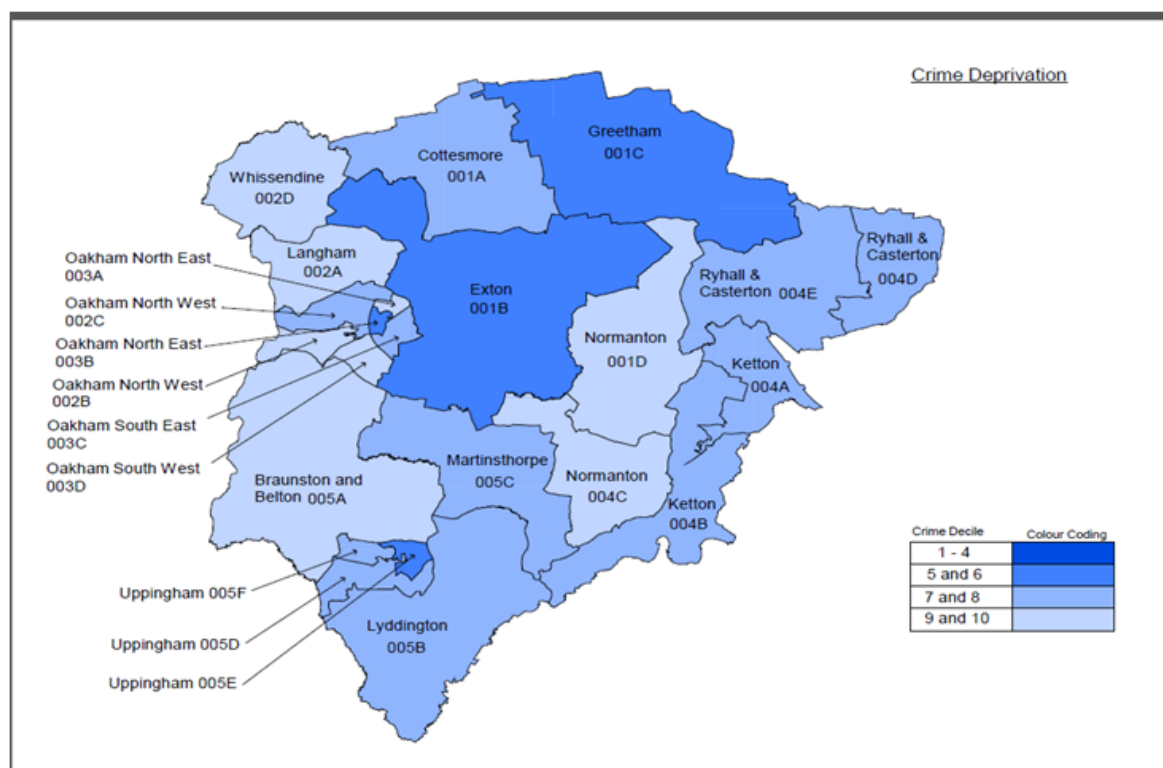 Crime Deprivation
Greetham
001C
Cottesmore
001A
Whissendine
002D
Ryhall &
Casterton
004D
Oakham North East
003A
Langham
002A
Ryhall &
Casterton 004E
Exton
001B
Oakham North West
002C
Normanton
001D
Oakham North East
003B
Ketton
004A
Oakham North West
002B
Oakham South East
003C
Oakham South West
003D
Martinsthorpe
005C
Normanton
004C
Braunston and
Belton 005A
Ketton
004B
Crime Decile Colour Coding
1 - 4
5 and 6
7 and 8
9 and 10
Uppingham 005F
Lyddington
005B
Uppingham 005D
Uppingham 005E